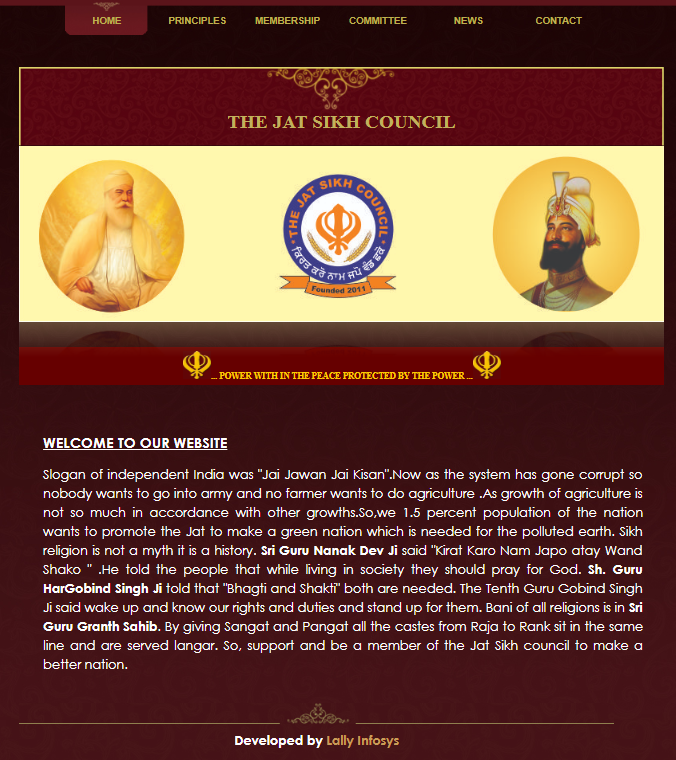 HOME PRINCIPLES MEMBERSHIP COMMITTEE NEWS CONTACT
THE JAT SIKH COUNCIL
THE JAT SIKH COUNCIL
ਕਿਰਤ ਕਰੋ ਨਾਮ ਜਪੋ ਵੰਡ ਛਕੋ
Founded 2011
... POWER WITH IN THE PEACE PROTECTED BY THE POWER ...
WELCOME TO OUR WEBSITE
Slogan of independent India was "Jai Jawan Jai Kisan".Now as the system has gone corrupt so
nobody wants to go into army and no farmer wants to do agriculture .As growth of agriculture is
not so much in accordance with other growths.So,we 1.5 percent population of the nation
wants to promote the Jat to make a green nation which is needed for the polluted earth. Sikh
religion is not a myth it is a history. Sri Guru Nanak Dev Ji said "Kirat Karo Nam Japo atay Wand
Shako " .He told the people that while living in society they should pray for God. Sh. Guru
HarGobind Singh Ji told that "Bhagti and Shakti" both are needed. The Tenth Guru Gobind Singh
Ji said wake up and know our rights and duties and stand up for them. Bani of all religions is in Sri
Guru Granth Sahib. By giving Sangat and Pangat all the castes from Raja to Rank sit in the same
line and are served langar. So, support and be a member of the Jat Sikh council to make a
better nation.
Developed by Lally Infosys